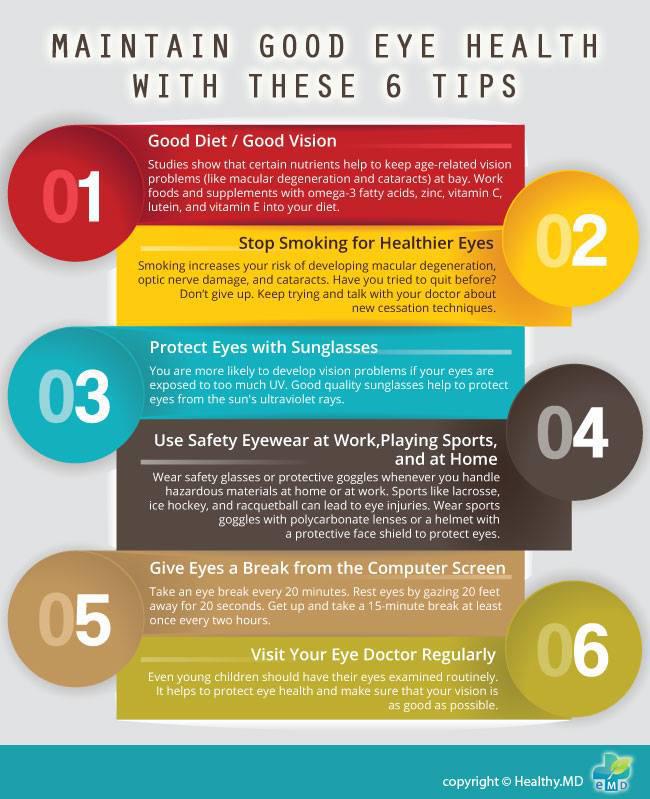 MAINTAIN GOOD EYE HEALTH
WITH THESE 6 TIPS
01
Good Diet / Good Vision
Studies show that certain nutrients help to keep age-related vision
problems (like macular degeneration and cataracts) at bay. Work
foods and supplements with omega-3 fatty acids, zinc, vitamin C,
lutein, and vitamin E into your diet.
02
Stop Smoking for Healthier Eyes
Smoking increases your risk of developing macular degeneration,
optic nerve damage, and cataracts. Have you tried to quit before?
Don't give up. Keep trying and talk with your doctor about
new cessation techniques.
03
Protect Eyes with Sunglasses
You are more likely to develop vision problems if your eyes are
exposed to too much UV. Good quality sunglasses help to protect
eyes from the sun's ultraviolet rays.
04
Use Safety Eyewear at Work,Playing Sports,
and at Home
Wear safety glasses or protective goggles whenever you handle
hazardous materials at home or at work. Sports like lacrosse,
ice hockey, and racquetball can lead to eye injuries. Wear sports
goggles with polycarbonate lenses or a helmet with
a protective face shield to protect eyes.
05
Give Eyes a Break from the Computer Screen
Take an eye break every 20 minutes. Rest eyes by gazing 20 feet
away for 20 seconds. Get up and take a 15-minute break at least
once every two hours.
06
Visit Your Eye Doctor Regularly
Even young children should have their eyes examined routinely.
It helps to protect eye health and make sure that your vision is
as good as possible.
copyright © Healthy.MD
eMD